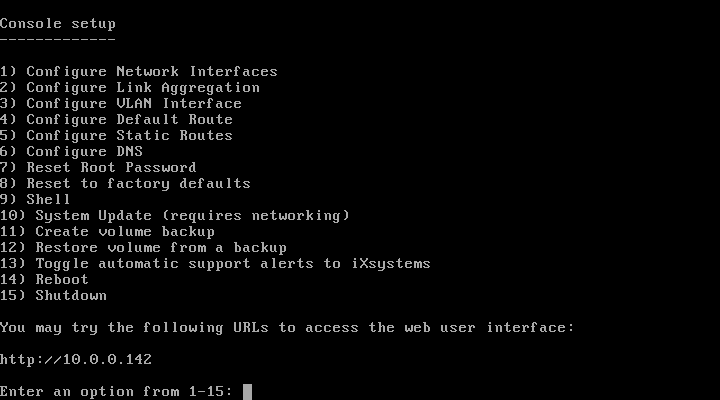 Console setup
-------------
1) Configure Network Interfaces
2) Configure Link Aggregation
3) Configure VLAN Interface
4) Configure Default Route
5) Configure Static Routes
6) Configure DNS
7) Reset Root Password
8) Reset to factory defaults
9) Shell
10) System Update (requires networking)
11) Create volume backup
12) Restore volume from a backup
13) Toggle automatic support alerts to iXsystems
14) Reboot
15) Shutdown
You may try the following URLs to access the web user interface:
http://10.0.0.142
Enter an option from 1-15: